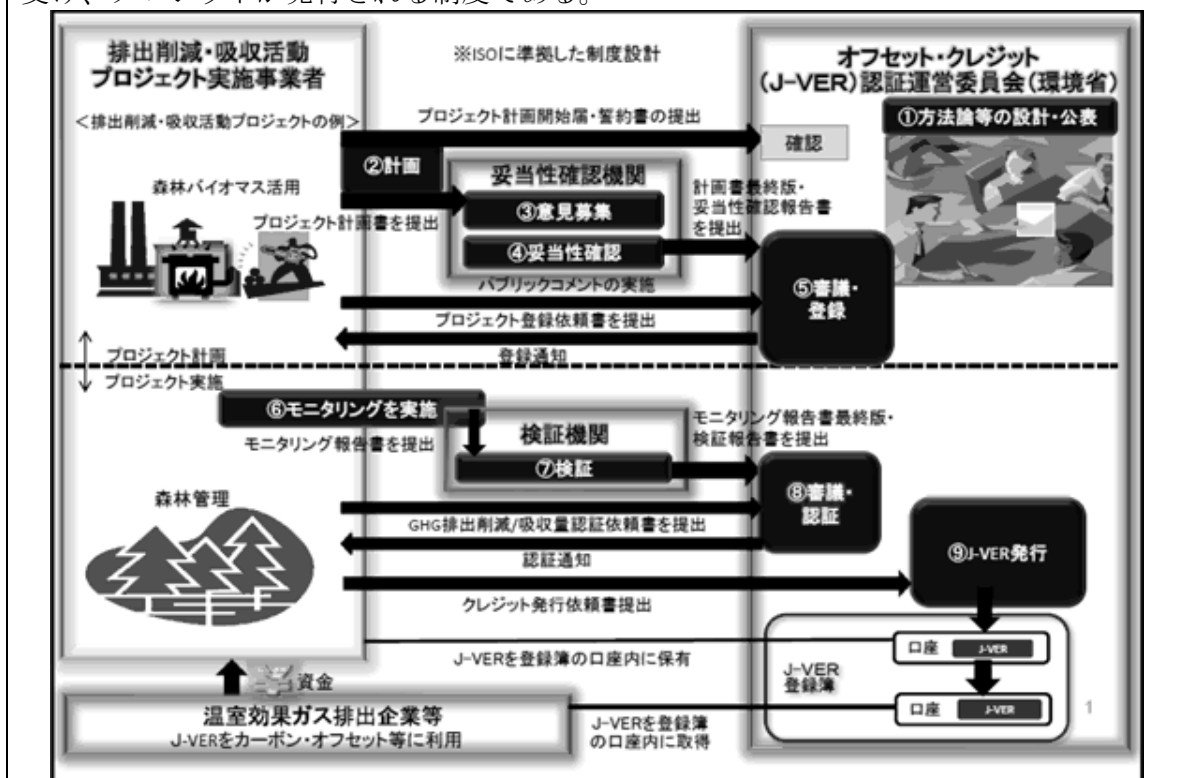 受け、クレジットが発行される制度である。
排出削減・吸収活動
プロジェクト実施事業者
＜排出削減・吸収活動プロジェクトの例＞
森林バイオマス活用
※ISOに準拠した制度設計
プロジェクト計画開始届・誓約書の提出
②計画
プロジェクト計画書を提出
妥当性確認機関
③意見募集
④妥当性確認
計画書最終版・
妥当性確認報告書
を提出
パブリックコメントの実施
プロジェクト登録依頼書を提出
登録通知
オフセット・クレジット
（J-VER）認証運営委員会（環境省）
①方法論等の設計・公表
確認
⑤審議・
登録
プロジェクト計画
プロジェクト実施
⑥モニタリングを実施
モニタリング報告書を提出
検証機関
⑦検証
モニタリング報告書最終版・
検証報告書を提出
⑧審議・
認証
森林管理
GHG排出削減/吸収量認証依頼書を提出
認証通知
クレジット発行依頼書提出
⑨J-VER発行
J-VERを登録簿の口座内に保有
J-VER
登録簿
口座 J-VER
口座 J-VER
1
資金
温室効果ガス排出企業等
J-VERをカーボン・オフセット等に利用
J-VERを登録簿
の口座内に取得